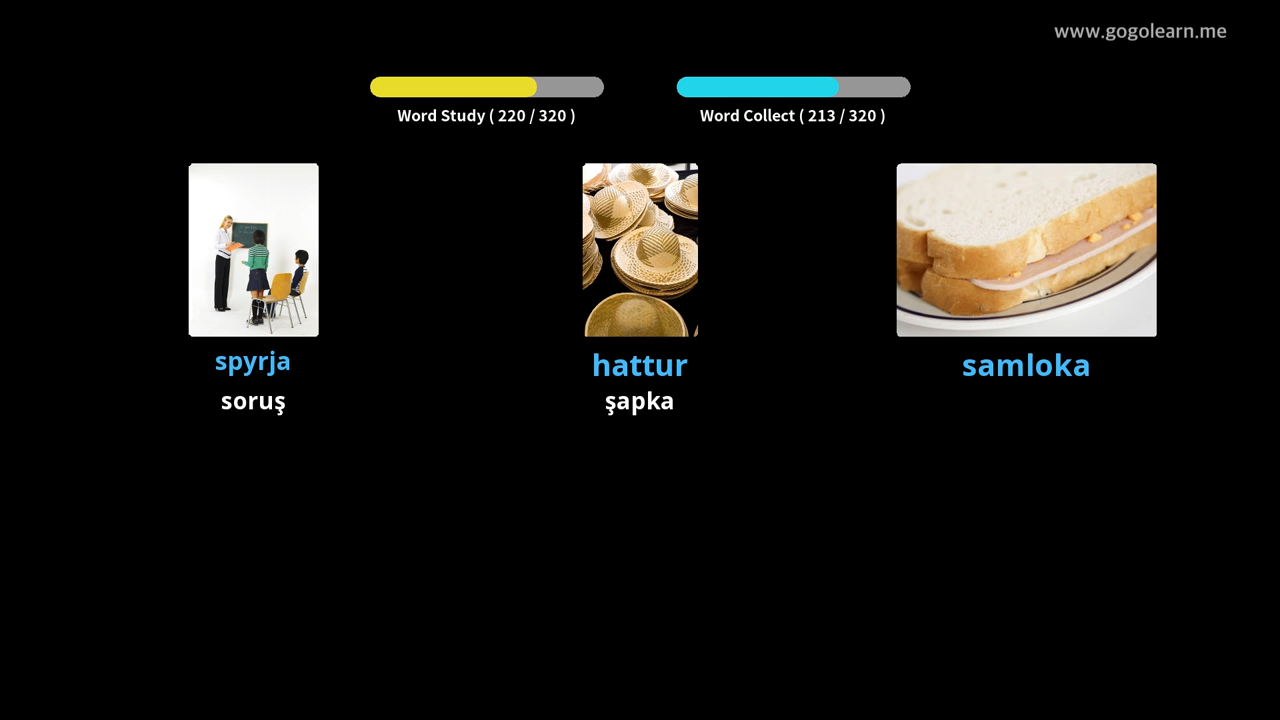 www.gogolearn.me
Word Study ( 220 / 320 )
Word Collect ( 213 / 320 )
spyrja
soruş
hattur
şapka
samloka